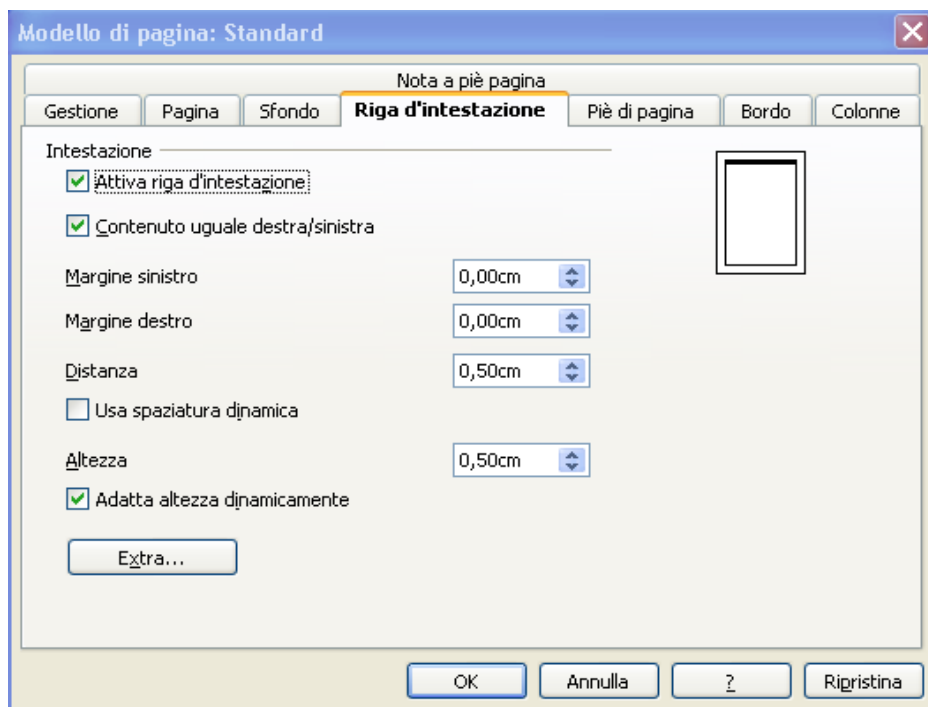 Modello di pagina: Standard
Nota a piè pagina
Gestione Pagina Sfondo Riga d'intestazione Piè di pagina Bordo Colonne
Intestazione
Attiva riga d'intestazione
Contenuto uguale destra/sinistra
Margine sinistro 0,00cm
Margine destro 0,00cm
Distanza 0,50cm
Usa spaziatura dinamica
Altezza 0,50cm
Adatta altezza dinamicamente
Extra...
OK Annulla ? Ripristina